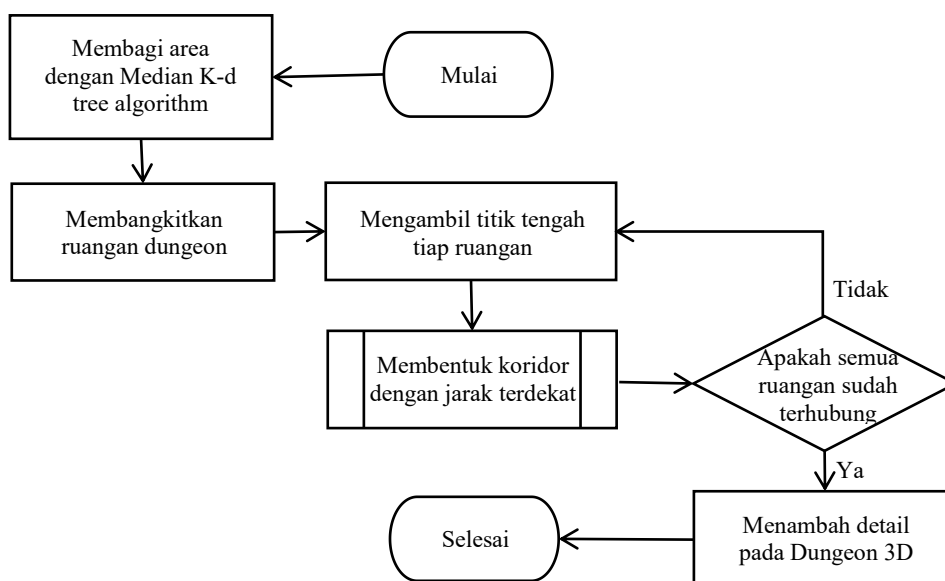 Mulai
Membagi area
dengan Median K-d
tree algorithm
Membangkitkan
ruangan dungeon
Mengambil titik tengah
tiap ruangan
Membentuk koridor
dengan jarak terdekat
Apakah semua
ruangan sudah
terhubung
Tidak
Ya
Menambah detail
pada Dungeon 3D
Selesai